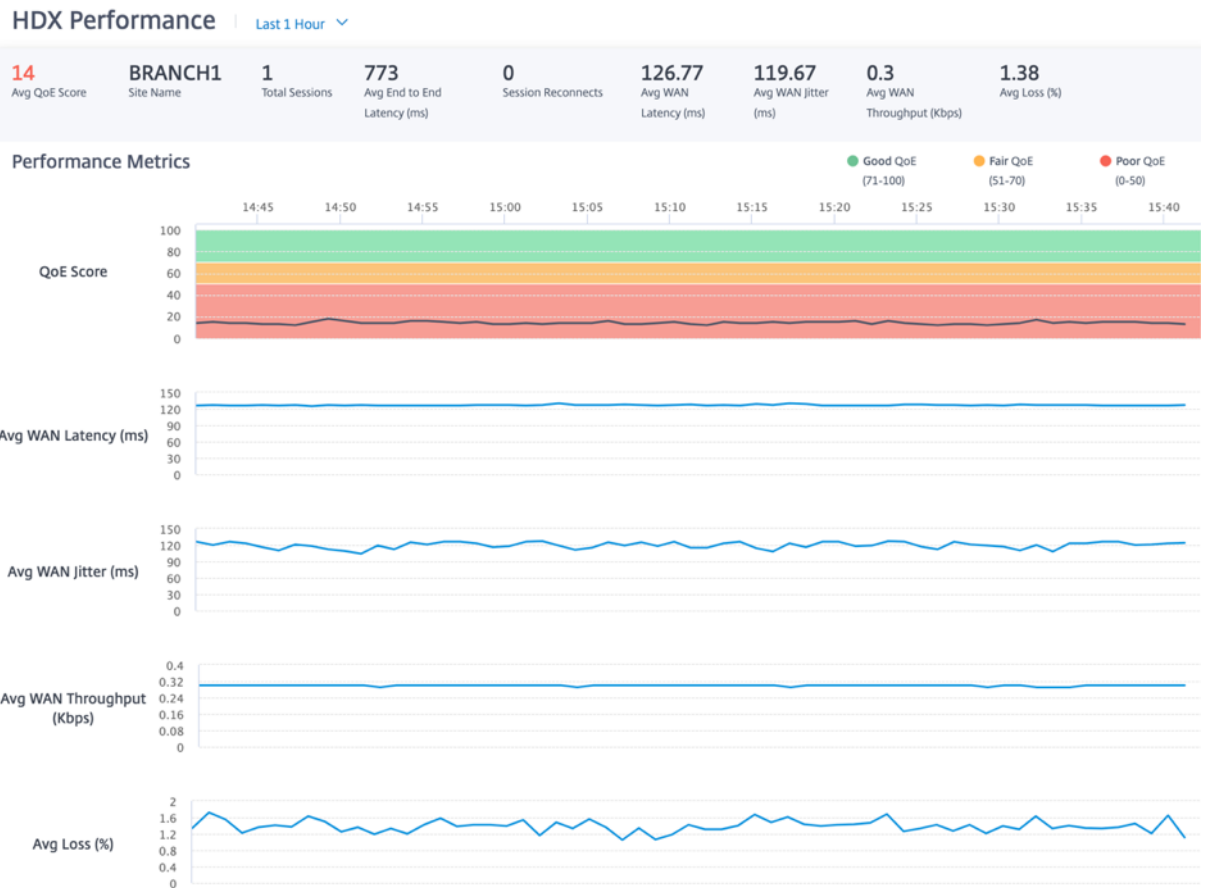 HDX Performance
Last 1 Hour
14
Avg QoE Score
BRANCH1
Site Name
1
Total Sessions
773
Avg End to End
Latency (ms)
0
Session Reconnects
126.77
Avg WAN
Latency (ms)
119.67
Avg WAN Jitter
(ms)
0.3
Avg WAN
Throughput (Kbps)
1.38
Avg Loss (%)
Performance Metrics
Good QoE
(71-100)
Fair QoE
(51-70)
Poor QoE
(0-50)
14:45 14:50 14:55 15:00 15:05 15:10 15:15 15:20 15:25 15:30 15:35 15:40
QoE Score
100
80
60
40
20
0
Avg WAN Latency (ms)
150
120
90
60
30
0
Avg WAN Jitter (ms)
150
120
90
60
30
0
Avg WAN Throughput
(Kbps)
0.4
0.32
0.24
0.16
0.08
0
Avg Loss (%)
2
1.6
1.2
0.8
0.4
0